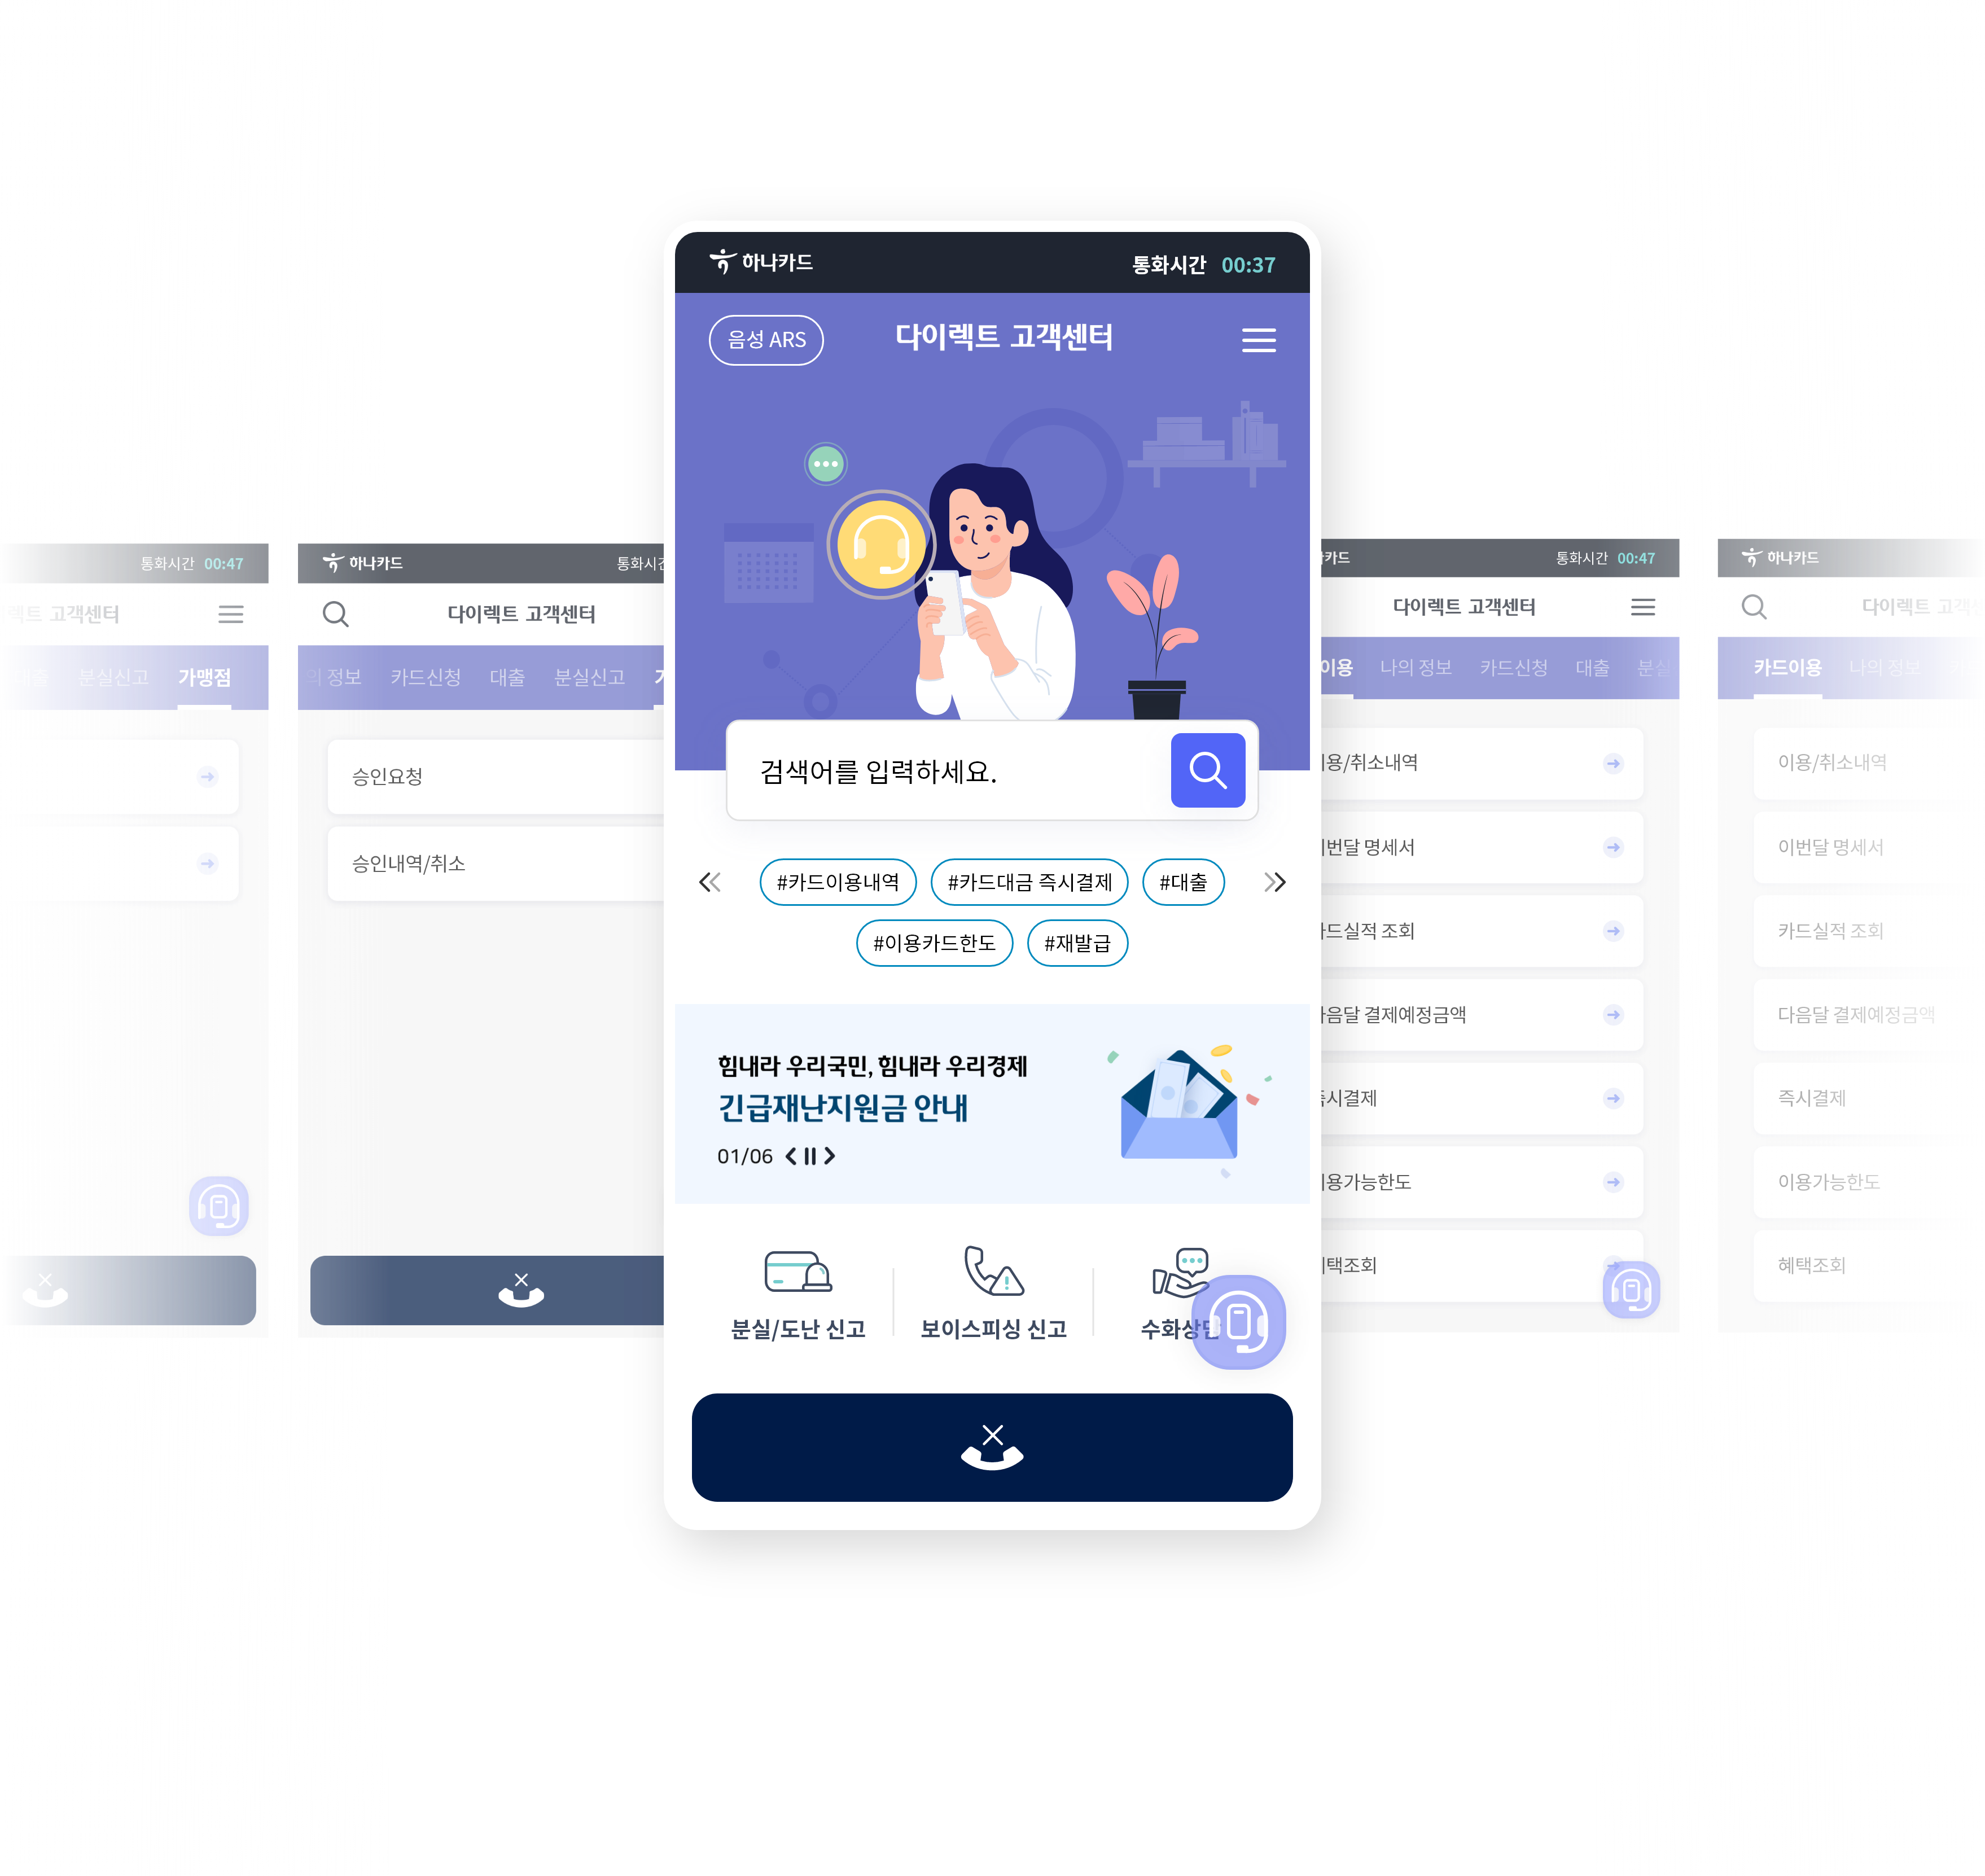 하나카드
통화시간 00:37
음성 ARS
다이렉트 고객센터
검색어를 입력하세요.
#카드이용내역
#카드대금 즉시결제
#대출
#이용카드한도
#재발급
힘내라 우리국민, 힘내라 우리경제
긴급재난지원금 안내
01/06
분실/도난 신고
보이스피싱 신고
수화상담
통화시간 00:47
고객센터
대출
분실신고
가맹점
하나카드
다이렉트 고객센터
정보
카드신청
대출
분실신고
승인요청
승인내역/취소
카드
통화시간 00:47
다이렉트 고객센터
이용
나의 정보
카드신청
대출
분실
이용/취소내역
이번달 명세서
카드실적 조회
다음달 결제예정금액
즉시결제
이용가능한도
혜택조회
하나카드
다이렉트
카드이용
나의 정보
이용/취소내역
이번달 명세서
카드실적 조회
다음달 결제예정금액
즉시결제
이용가능한도
혜택조회